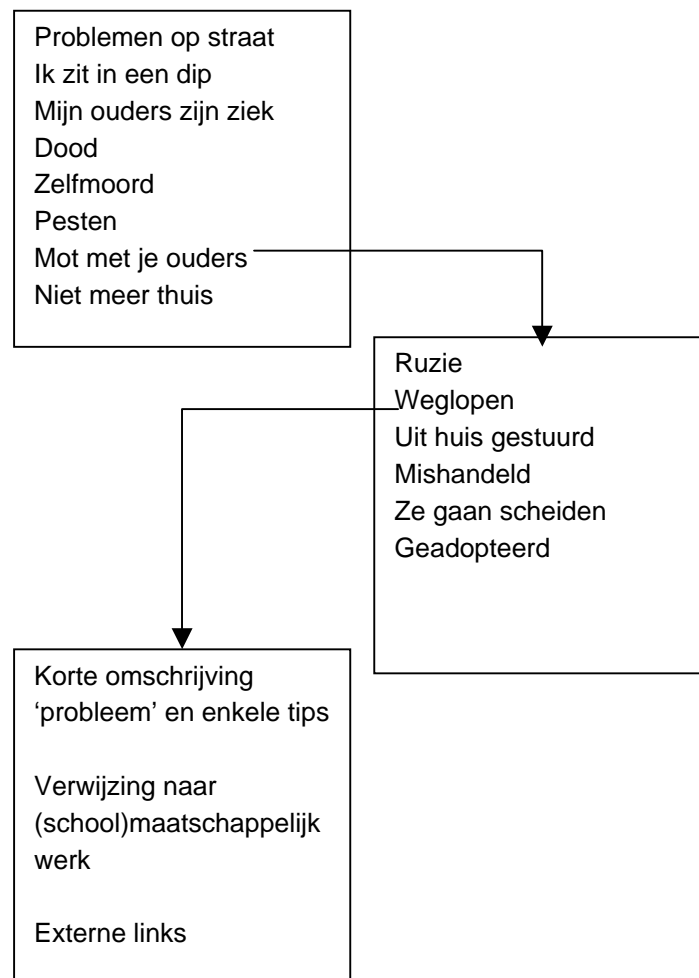 Problemen op straat
Ik zit in een dip
Mijn ouders zijn ziek
Dood
Zelfmoord
Pesten
Mot met je ouders
Niet meer thuis
Ruzie
Weglopen
Uit huis gestuurd
Mishandeld
Ze gaan scheiden
Geadopteerd
Korte omschrijving
‘probleem’ en enkele tips
Verwijzing naar
(school)maatschappelijk
werk
Externe links